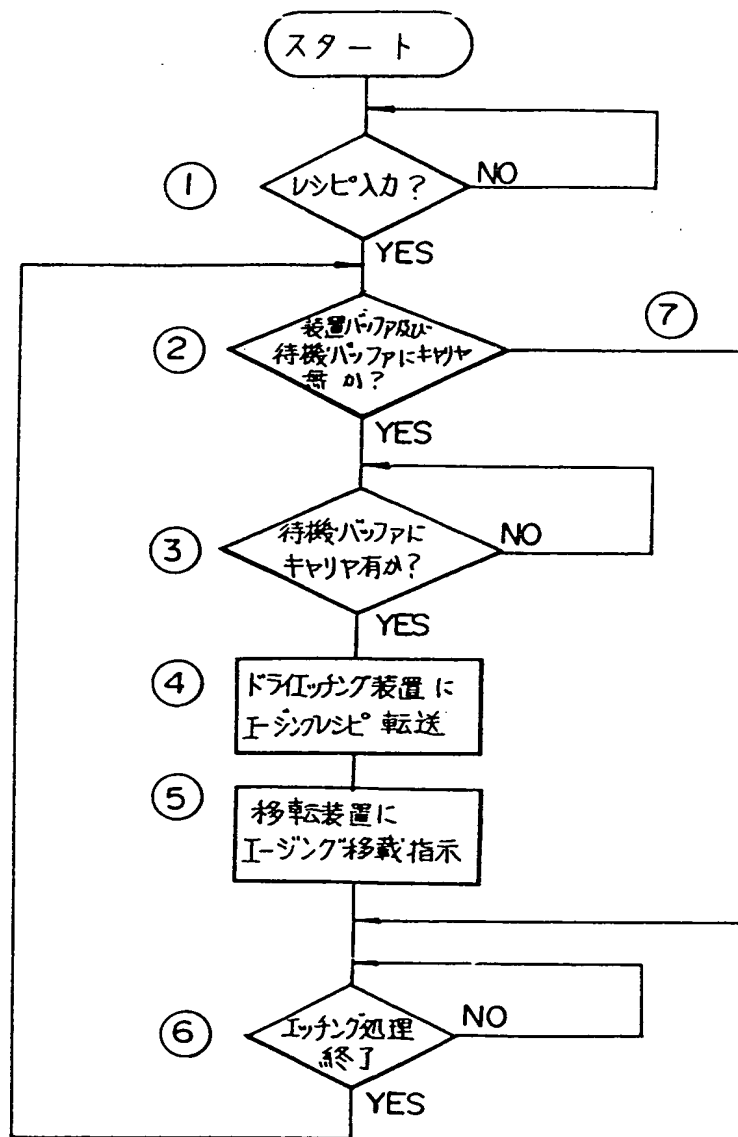 スタート
① レシピ入力?
NO
YES
⑦
② 装置バッファ及び
待機バッファにキャリヤ
無か?
YES
③ 待機バッファに
キャリヤ有か?
NO
YES
④ ドライエッチング装置に
エージングレシピ転送
⑤ 移転装置に
エージング移載指示
⑥ エッチング処理
終了
NO
YES